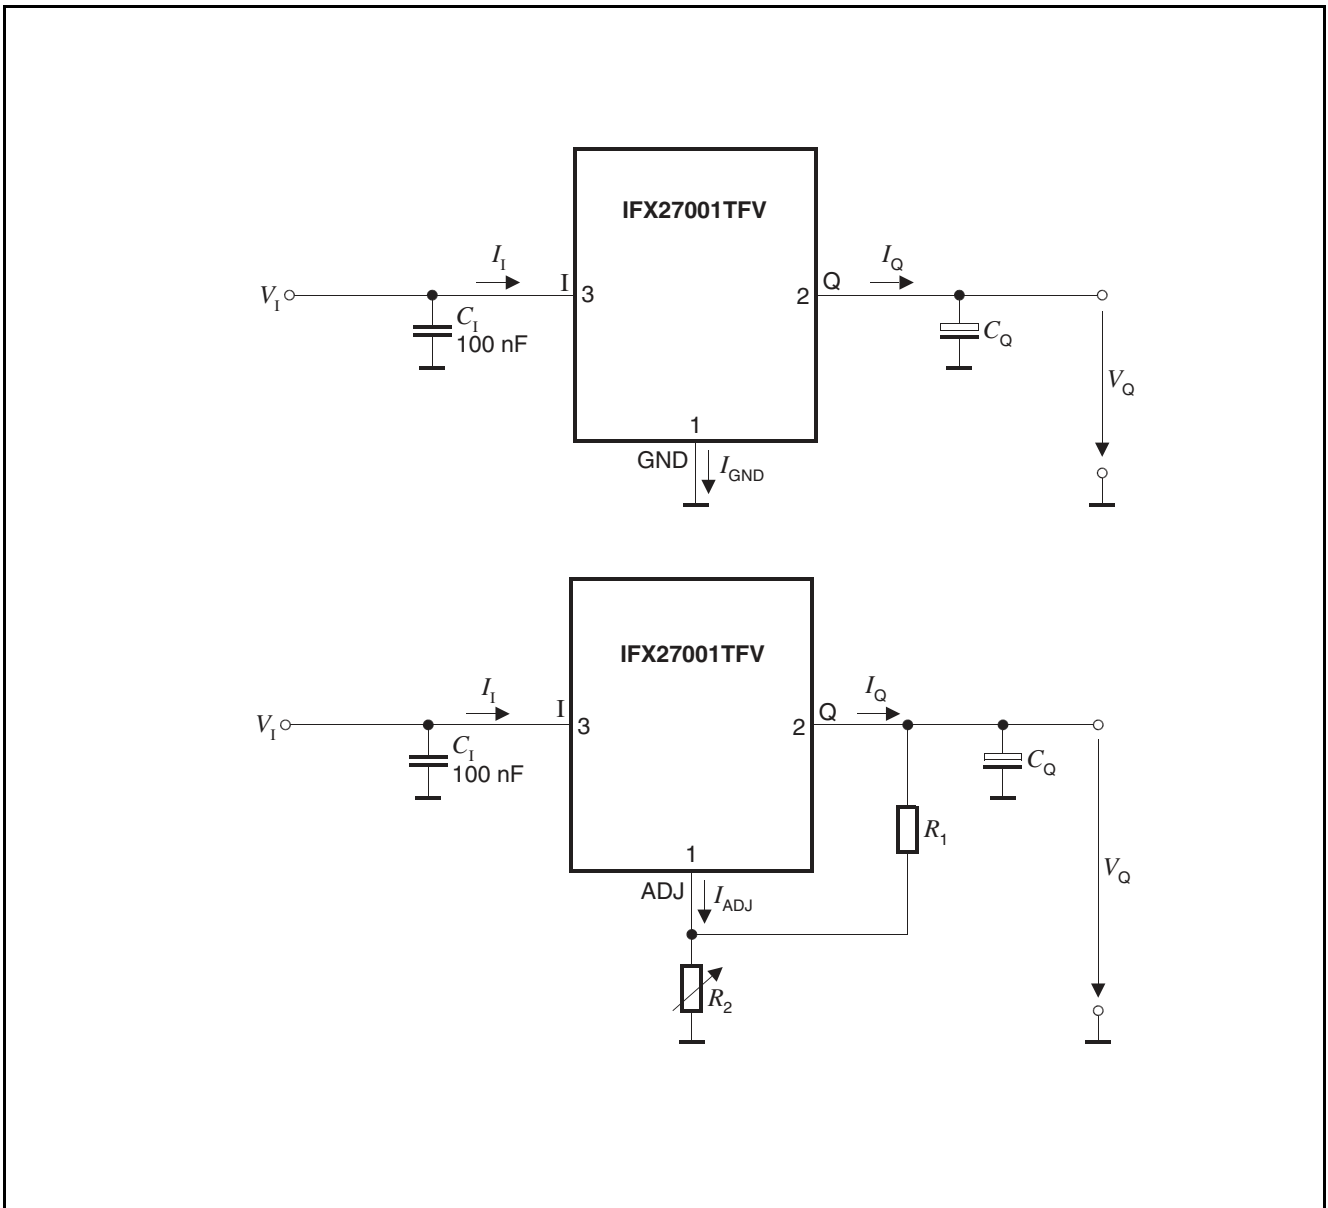 IFX27001TFV
I_I
I_Q
V_I
I
3
2
Q
C_I
100 nF
C_Q
V_Q
1
GND
I_GND
IFX27001TFV
I_I
I_Q
V_I
I
3
2
Q
C_I
100 nF
C_Q
R_1
1
V_Q
ADJ
I_ADJ
R_2